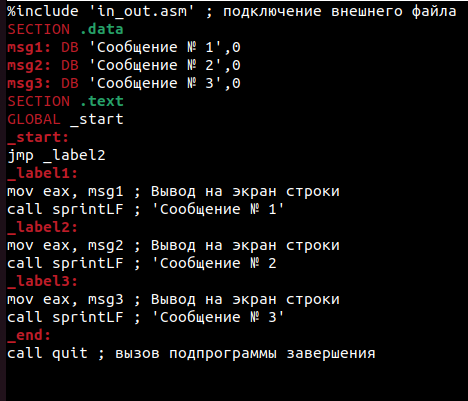 %include 'in_out.asm' ; подключение внешнего файла
SECTION .data
msg1: DB 'Сообщение № 1',0
msg2: DB 'Сообщение № 2',0
msg3: DB 'Сообщение № 3',0
SECTION .text
GLOBAL _start
_start:
jmp _label2
_label1:
mov eax, msg1 ; Вывод на экран строки
call sprintLF ; 'Сообщение № 1'
_label2:
mov eax, msg2 ; Вывод на экран строки
call sprintLF ; 'Сообщение № 2
_label3:
mov eax, msg3 ; Вывод на экран строки
call sprintLF ; 'Сообщение № 3'
_end:
call quit ; вызов подпрограммы завершения